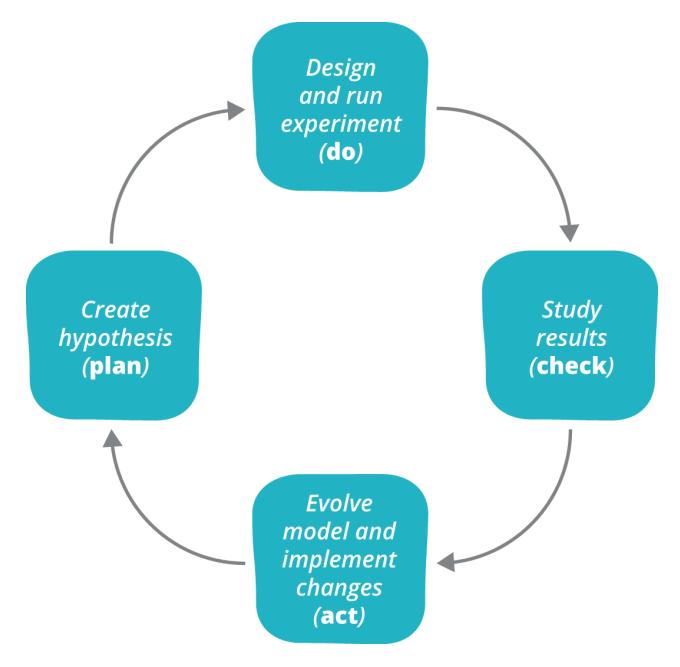 Design
and run
experiment
(do)
Create
hypothesis
(plan)
Study
results
(check)
Evolve
model and
implement
changes
(act)